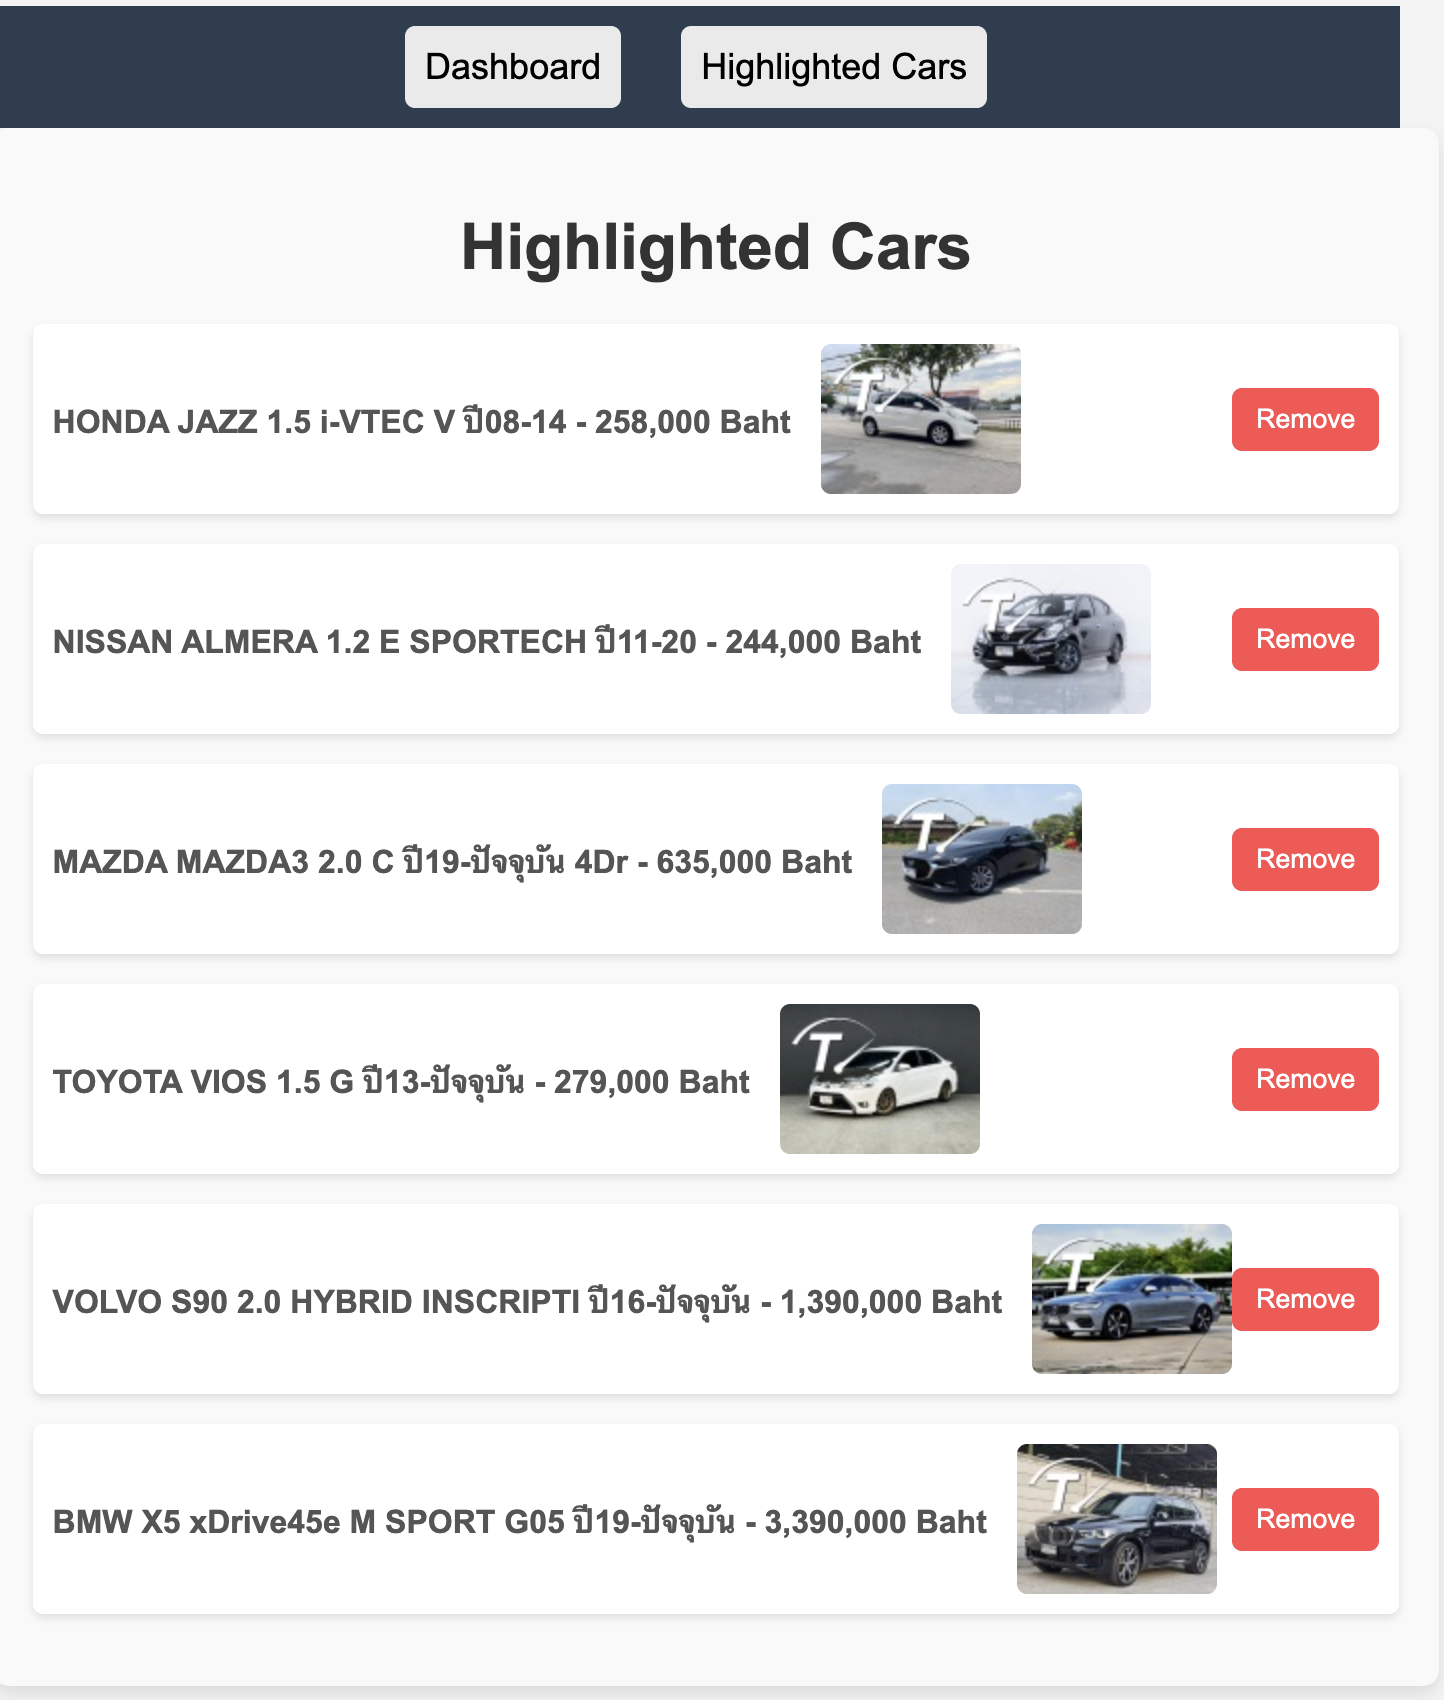 Dashboard
Highlighted Cars
Highlighted Cars
HONDA JAZZ 1.5 i-VTEC V ปี08-14 - 258,000 Baht
Remove
NISSAN ALMERA 1.2 E SPORTECH ปี11-20 - 244,000 Baht
Remove
MAZDA MAZDA3 2.0 C ปี19-ปัจจุบัน 4Dr - 635,000 Baht
Remove
TOYOTA VIOS 1.5 G ปี13-ปัจจุบัน - 279,000 Baht
Remove
VOLVO S90 2.0 HYBRID INSCRIPTI ปี16-ปัจจุบัน - 1,390,000 Baht
Remove
BMW X5 xDrive45e M SPORT G05 ปี19-ปัจจุบัน - 3,390,000 Baht
Remove